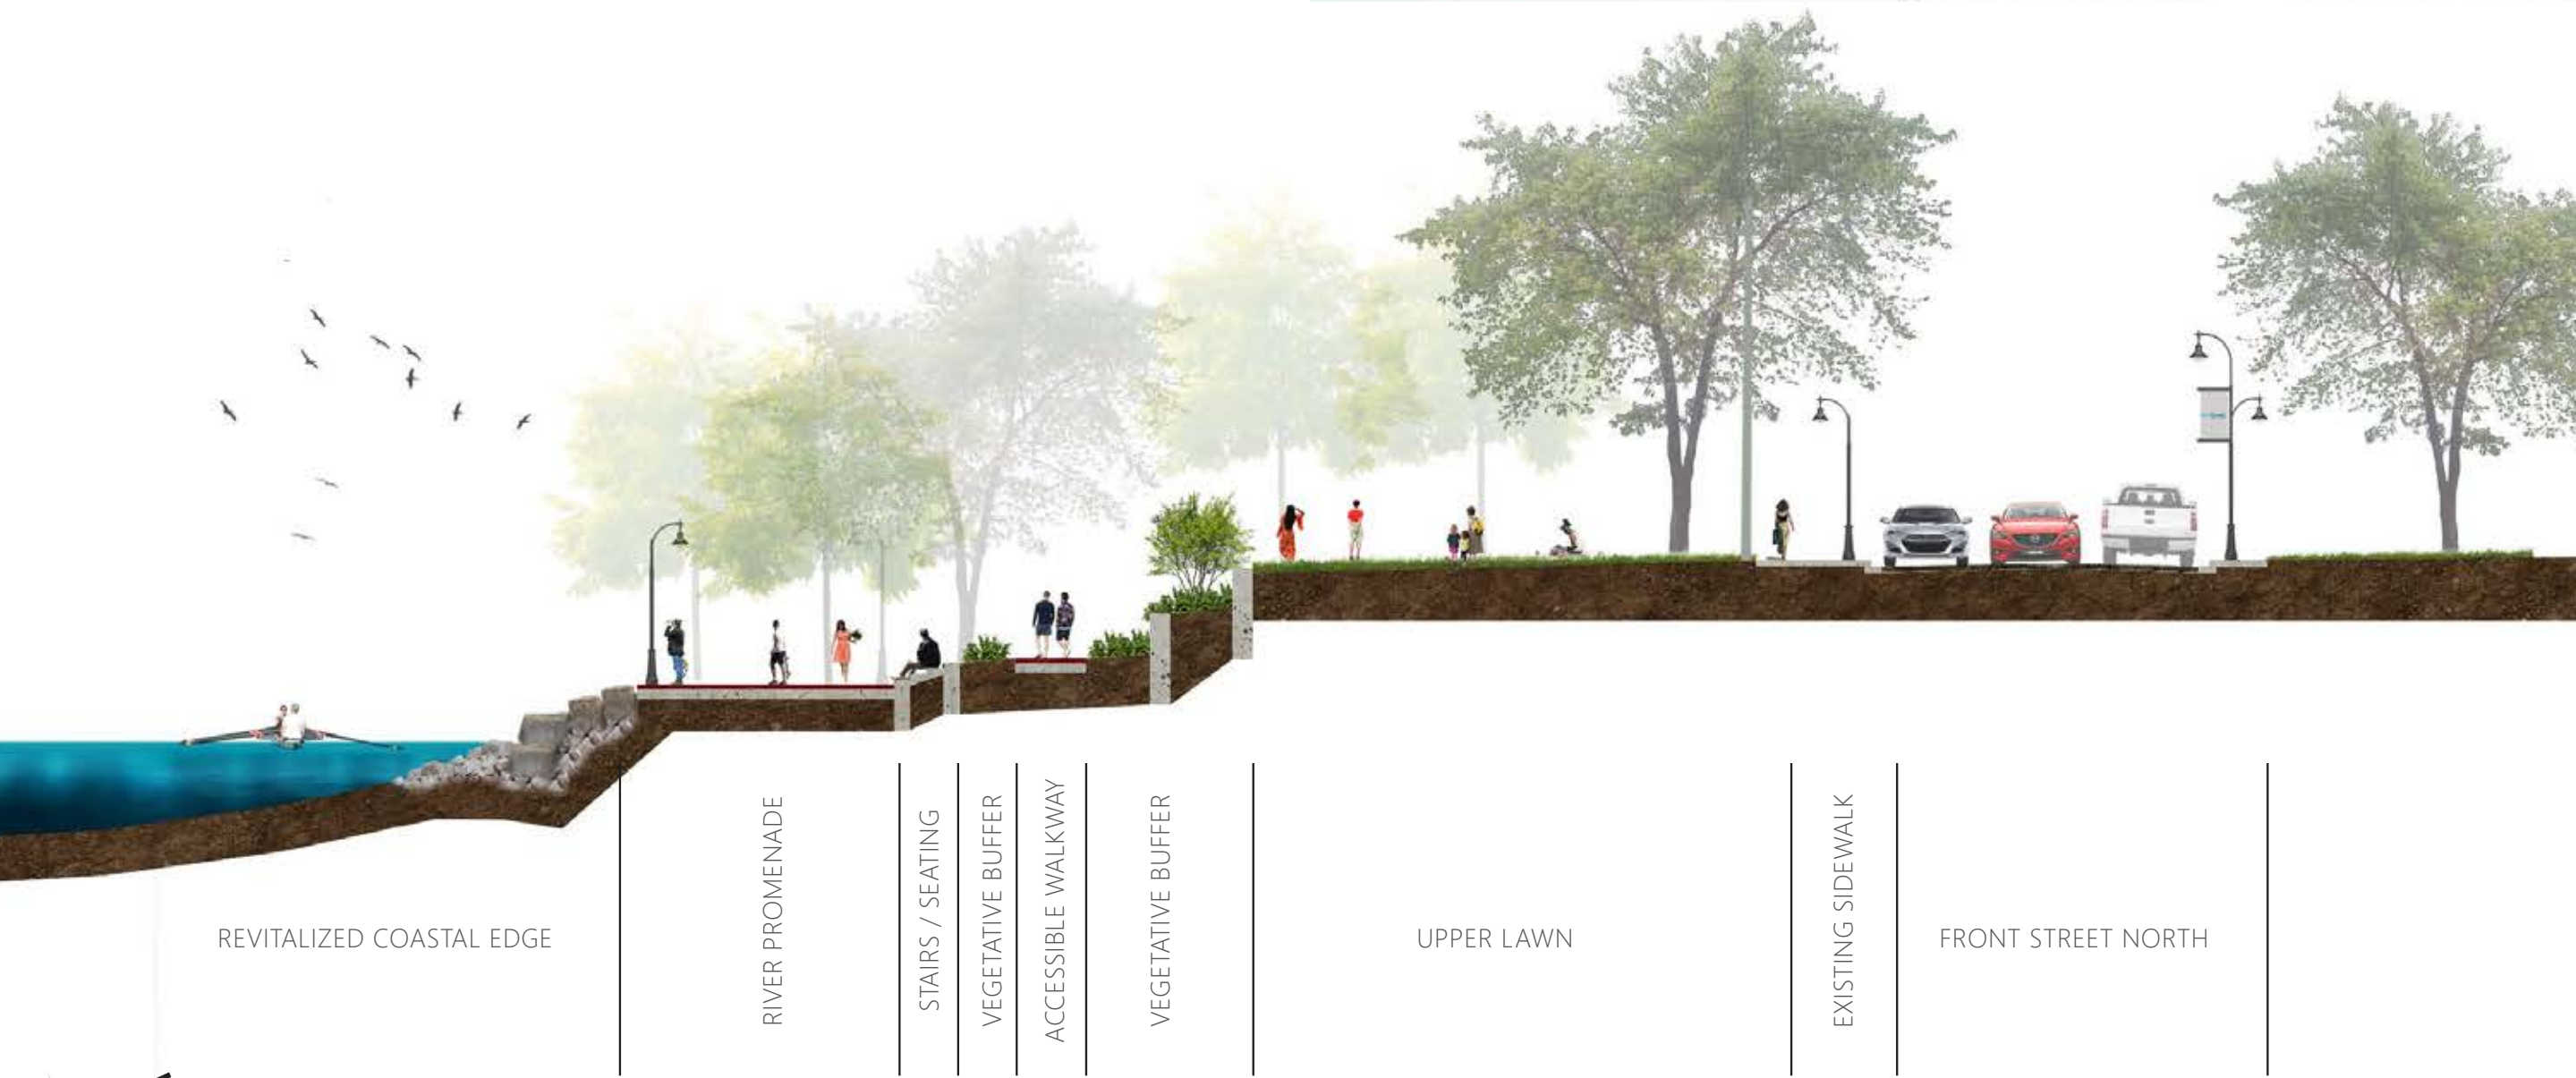 REVITALIZED COASTAL EDGE
RIVER PROMENADE
STAIRS / SEATING
VEGETATIVE BUFFER
ACCESSIBLE WALKWAY
VEGETATIVE BUFFER
UPPER LAWN
EXISTING SIDEWALK
FRONT STREET NORTH